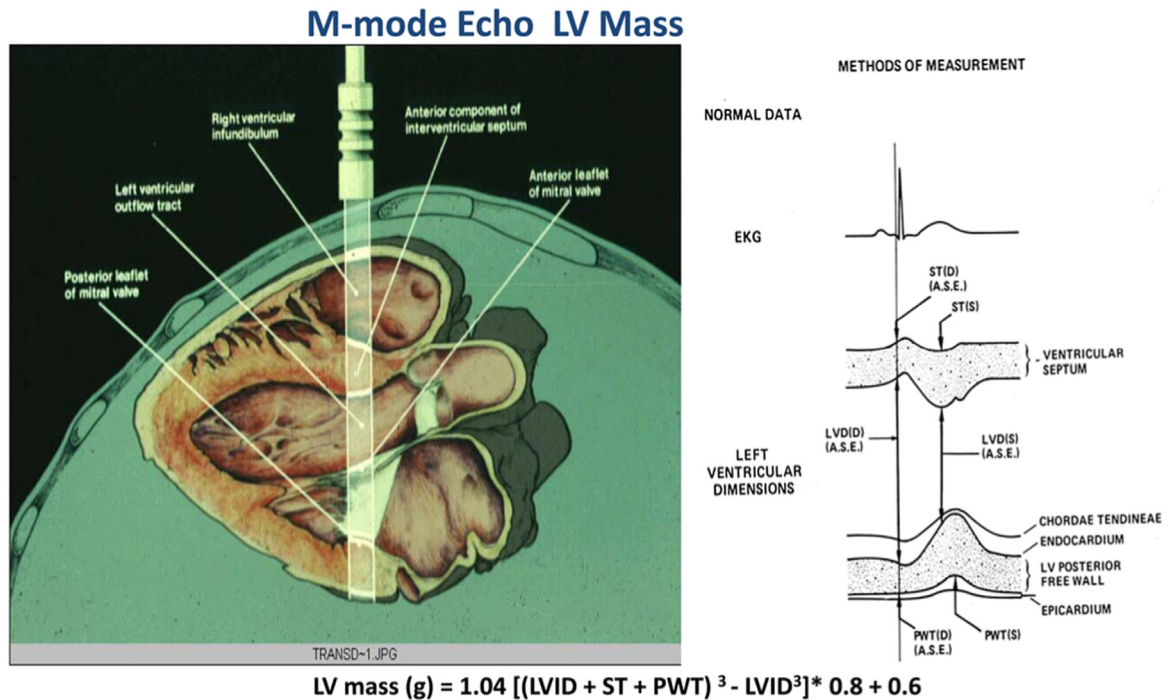 M-mode Echo LV Mass
Right ventricular
infundibulum
Anterior component of
interventricular septum
Left ventricular
outflow tract
Anterior leaflet
of mitral valve
Posterior leaflet
of mitral valve
TRANSD~1.JPG
METHODS OF MEASUREMENT
NORMAL DATA
EKG
ST(D)
(A.S.E.)
ST(S)
VENTRICULAR
SEPTUM
LVD(D)
(A.S.E.)
LVD(S)
(A.S.E.)
LEFT
VENTRICULAR
DIMENSIONS
CHORDAE TENDINEAE
ENDOCARDIUM
LV POSTERIOR
FREE WALL
EPICARDIUM
PWT(D)
(A.S.E.)
PWT(S)
LV mass (g) = 1.04 [(LVID + ST + PWT) ³ - LVID³]* 0.8 + 0.6